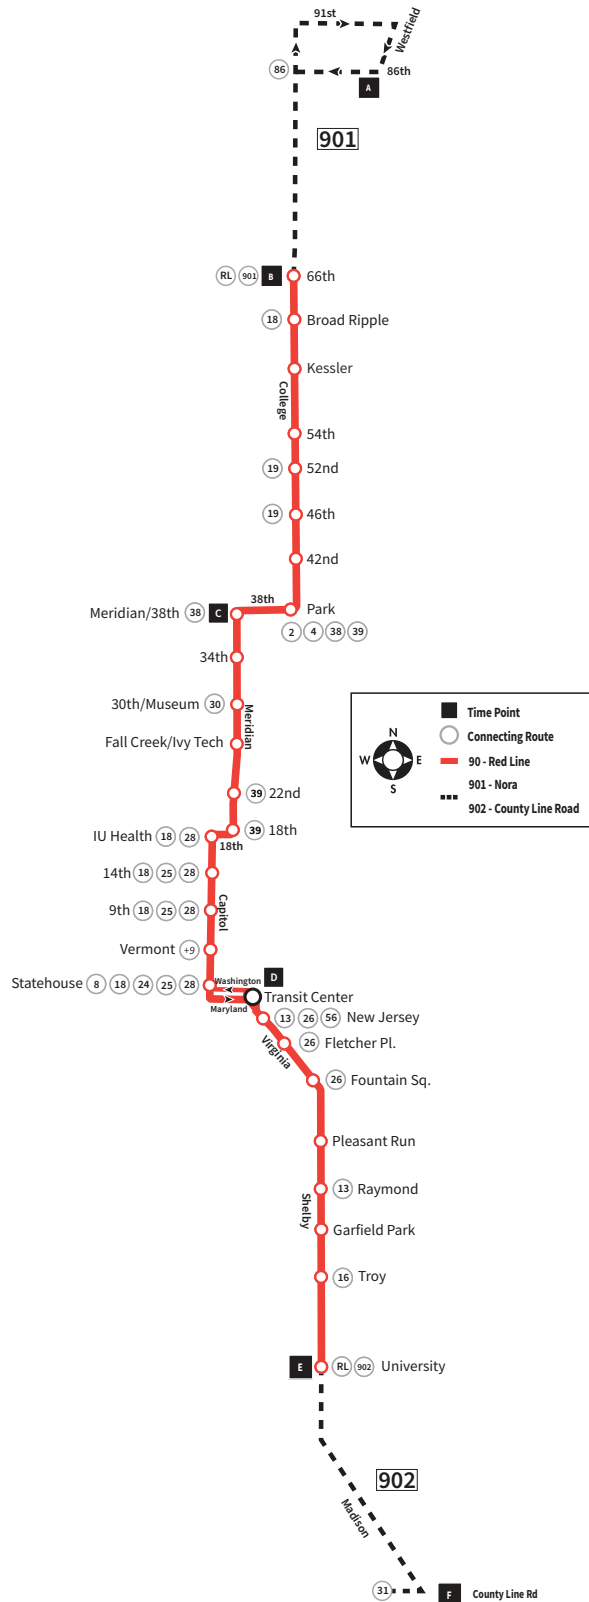 91st
Westfield
86
86th
A
901
RL 901 B 66th
18 Broad Ripple
Kessler
College
54th
19 52nd
19 46th
42nd
38th
Meridian/38th 38 C
Park
2 4 38 39
34th
30th/Museum 30
Meridian
Fall Creek/Ivy Tech
39 22nd
39 18th
IU Health 18 28
18th
14th 18 25 28
9th 18 25 28
Capitol
Vermont +9
Statehouse 8 18 24 25 28
Washington
D
Transit Center
Maryland
13 26 56 New Jersey
26 Fletcher Pl.
Virginia
26 Fountain Sq.
Pleasant Run
13 Raymond
Shelby
Garfield Park
16 Troy
E RL 902 University
902
Madison
31 F County Line Rd
N
W E
S
Time Point
Connecting Route
90 - Red Line
901 - Nora
902 - County Line Road